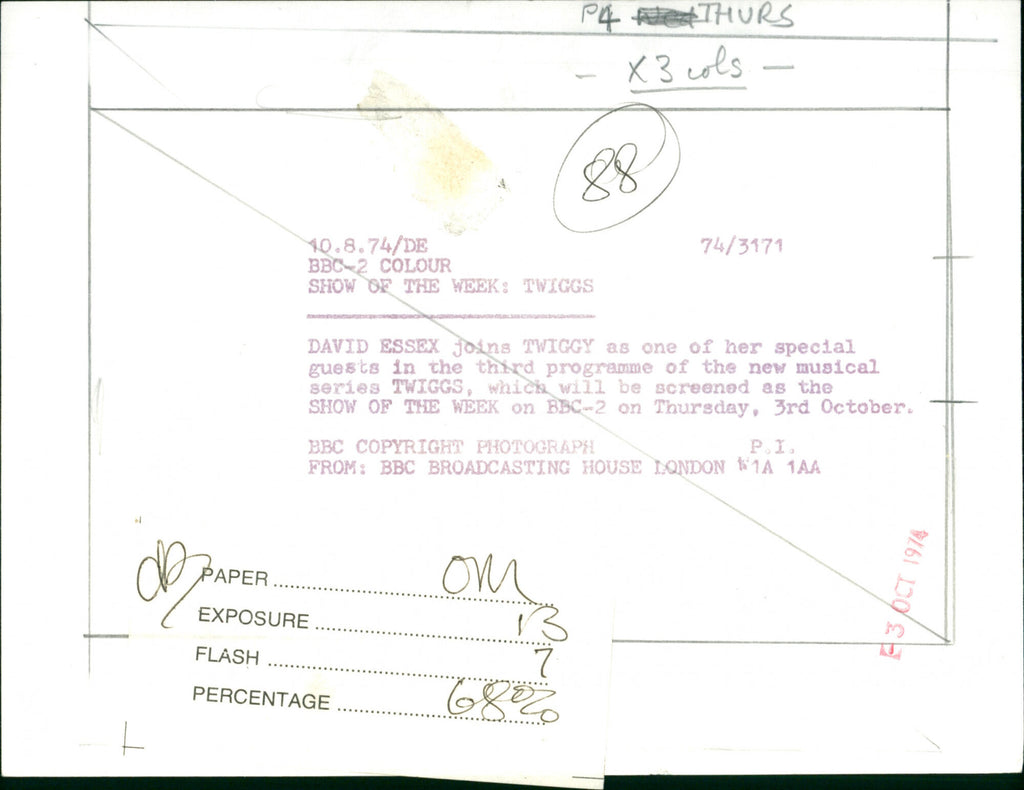 P4 THURS
- X3 cols -
88
10.8.74/DE 74/3171
BBC-2 COLOUR
SHOW OF THE WEEK: TWIGGS
DAVID ESSEX joins TWIGGY as one of her special
guests in the third programme of the new musical
series TWIGGS, which will be screened as the
SHOW OF THE WEEK on BBC-2 on Thursday, 3rd October.
BBC COPYRIGHT PHOTOGRAPH P.I.
FROM: BBC BROADCASTING HOUSE LONDON W1A 1AA
-3 OCT 1974
PAPER
EXPOSURE 13
FLASH 7
PERCENTAGE 68%